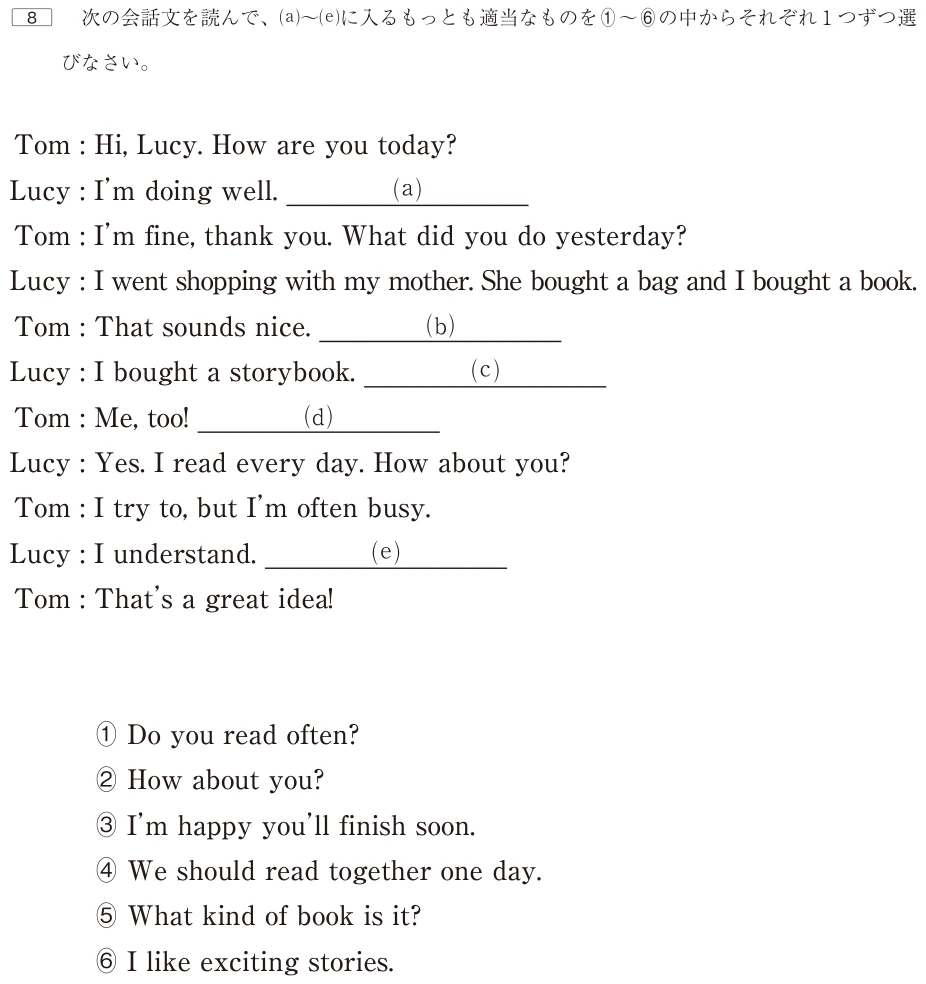 8 次の会話文を読んで、(a)~(e)に入るもっとも適当なものを①~⑥の中からそれぞれ1つずつ選
びなさい。
Tom : Hi, Lucy. How are you today?
Lucy : I'm doing well. (a)
Tom : I'm fine, thank you. What did you do yesterday?
Lucy : I went shopping with my mother. She bought a bag and I bought a book.
Tom : That sounds nice. (b)
Lucy : I bought a storybook. (c)
Tom : Me, too! (d)
Lucy : Yes. I read every day. How about you?
Tom : I try to, but I'm often busy.
Lucy : I understand. (e)
Tom : That's a great idea!
① Do you read often?
② How about you?
③ I'm happy you'll finish soon.
④ We should read together one day.
⑤ What kind of book is it?
⑥ I like exciting stories.